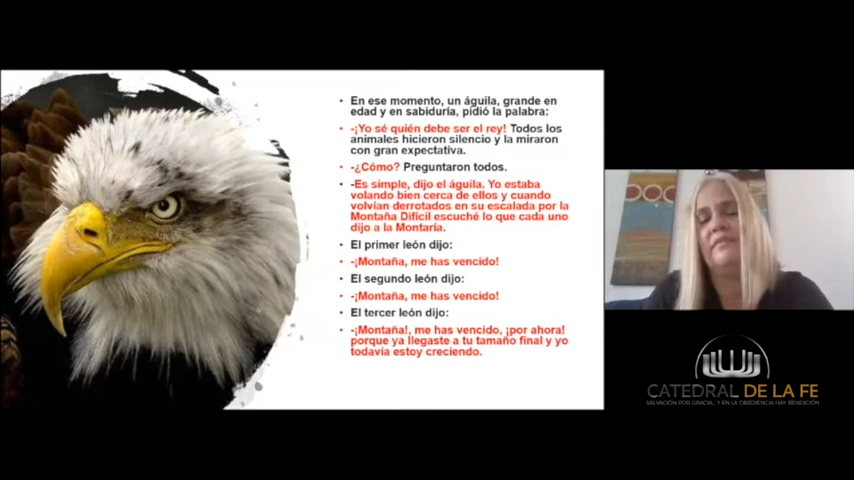 • En ese momento, un águila, grande en
edad y en sabiduría, pidió la palabra:
• -¡Yo sé quién debe ser el rey! Todos los
animales hicieron silencio y la miraron
con gran expectativa.
• -¿Cómo? Preguntaron todos.
• -Es simple, dijo el águila. Yo estaba
volando bien cerca de ellos y cuando
volvían derrotados en su escalada por la
Montaña Difícil escuché lo que cada uno
dijo a la Montaría.
• El primer león dijo:
• -¡Montaña, me has vencido!
• El segundo león dijo:
• -¡Montaña, me has vencido!
• El tercer león dijo:
• -¡Montaña!, me has vencido, ¡por ahora!
porque ya llegaste a tu tamaño final y yo
todavía estoy creciendo.
CATEDRAL DE LA FE
SALVACIÓN POR GRACIA, Y EN LA OBEDIENCIA HAY BENDICIÓN